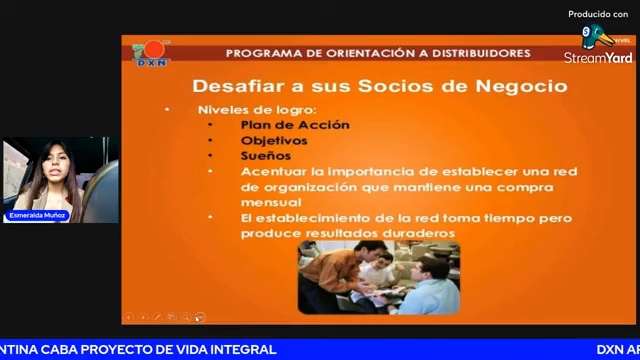 Producido con
StreamYard
DXN
PROGRAMA DE ORIENTACIÓN A DISTRIBUIDORES
Desafiar a sus Socios de Negocio
• Niveles de logro:
• Plan de Acción
• Objetivos
• Sueños
• Acentuar la importancia de establecer una red
de organización que mantiene una compra
mensual
• El establecimiento de la red toma tiempo pero
produce resultados duraderos
Esmeralda Muñoz
NTINA CABA PROYECTO DE VIDA INTEGRAL
DXN AR